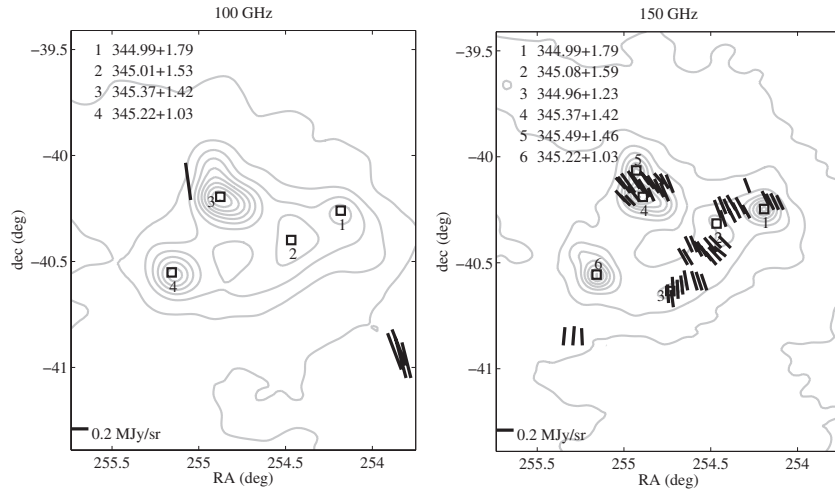 100 GHz
1 344.99+1.79
2 345.01+1.53
3 345.37+1.42
4 345.22+1.03
−39.5
−40
−40.5
−41
dec (deg)
3
1
2
4
0.2 MJy/sr
255.5 255 254.5 254
RA (deg)
150 GHz
1 344.99+1.79
2 345.08+1.59
3 344.96+1.23
4 345.37+1.42
5 345.49+1.46
6 345.22+1.03
−39.5
−40
−40.5
−41
dec (deg)
5
4
1
2
6
3
0.2 MJy/sr
255.5 255 254.5 254
RA (deg)